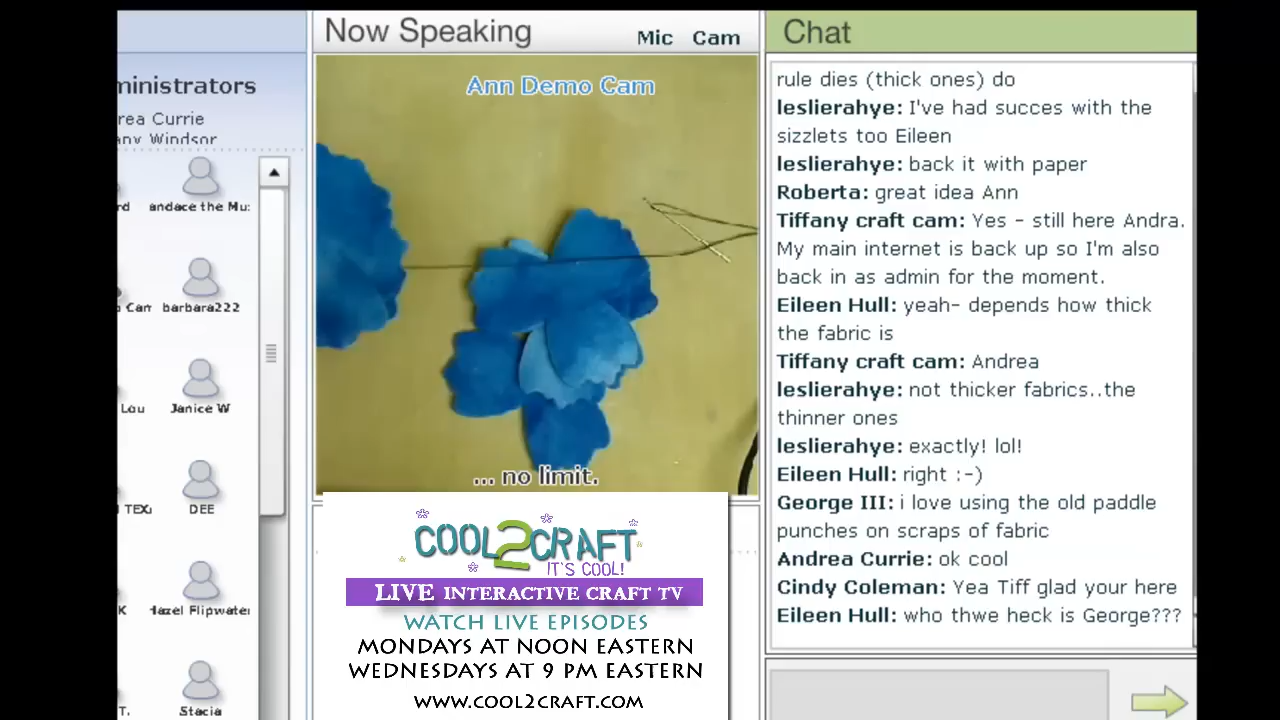 ministrators
rea Currie
any Windsor
rd
andace the Mu:
Cam
barbara222
Lou
Janice W
TEX
DEE
K
Hazel Flipwater
T.
Stacia
Now Speaking
Mic Cam
Ann Demo Cam
... no limit.
COOL2CRAFT
IT'S COOL!
LIVE INTERACTIVE CRAFT TV
WATCH LIVE EPISODES
MONDAYS AT NOON EASTERN
WEDNESDAYS AT 9 PM EASTERN
WWW.COOL2CRAFT.COM
Chat
rule dies (thick ones) do
leslierahye: I've had succes with the
sizzlets too Eileen
leslierahye: back it with paper
Roberta: great idea Ann
Tiffany craft cam: Yes - still here Andra.
My main internet is back up so I'm also
back in as admin for the moment.
Eileen Hull: yeah- depends how thick
the fabric is
Tiffany craft cam: Andrea
leslierahye: not thicker fabrics..the
thinner ones
leslierahye: exactly! lol!
Eileen Hull: right :-)
George III: i love using the old paddle
punches on scraps of fabric
Andrea Currie: ok cool
Cindy Coleman: Yea Tiff glad your here
Eileen Hull: who thwe heck is George???